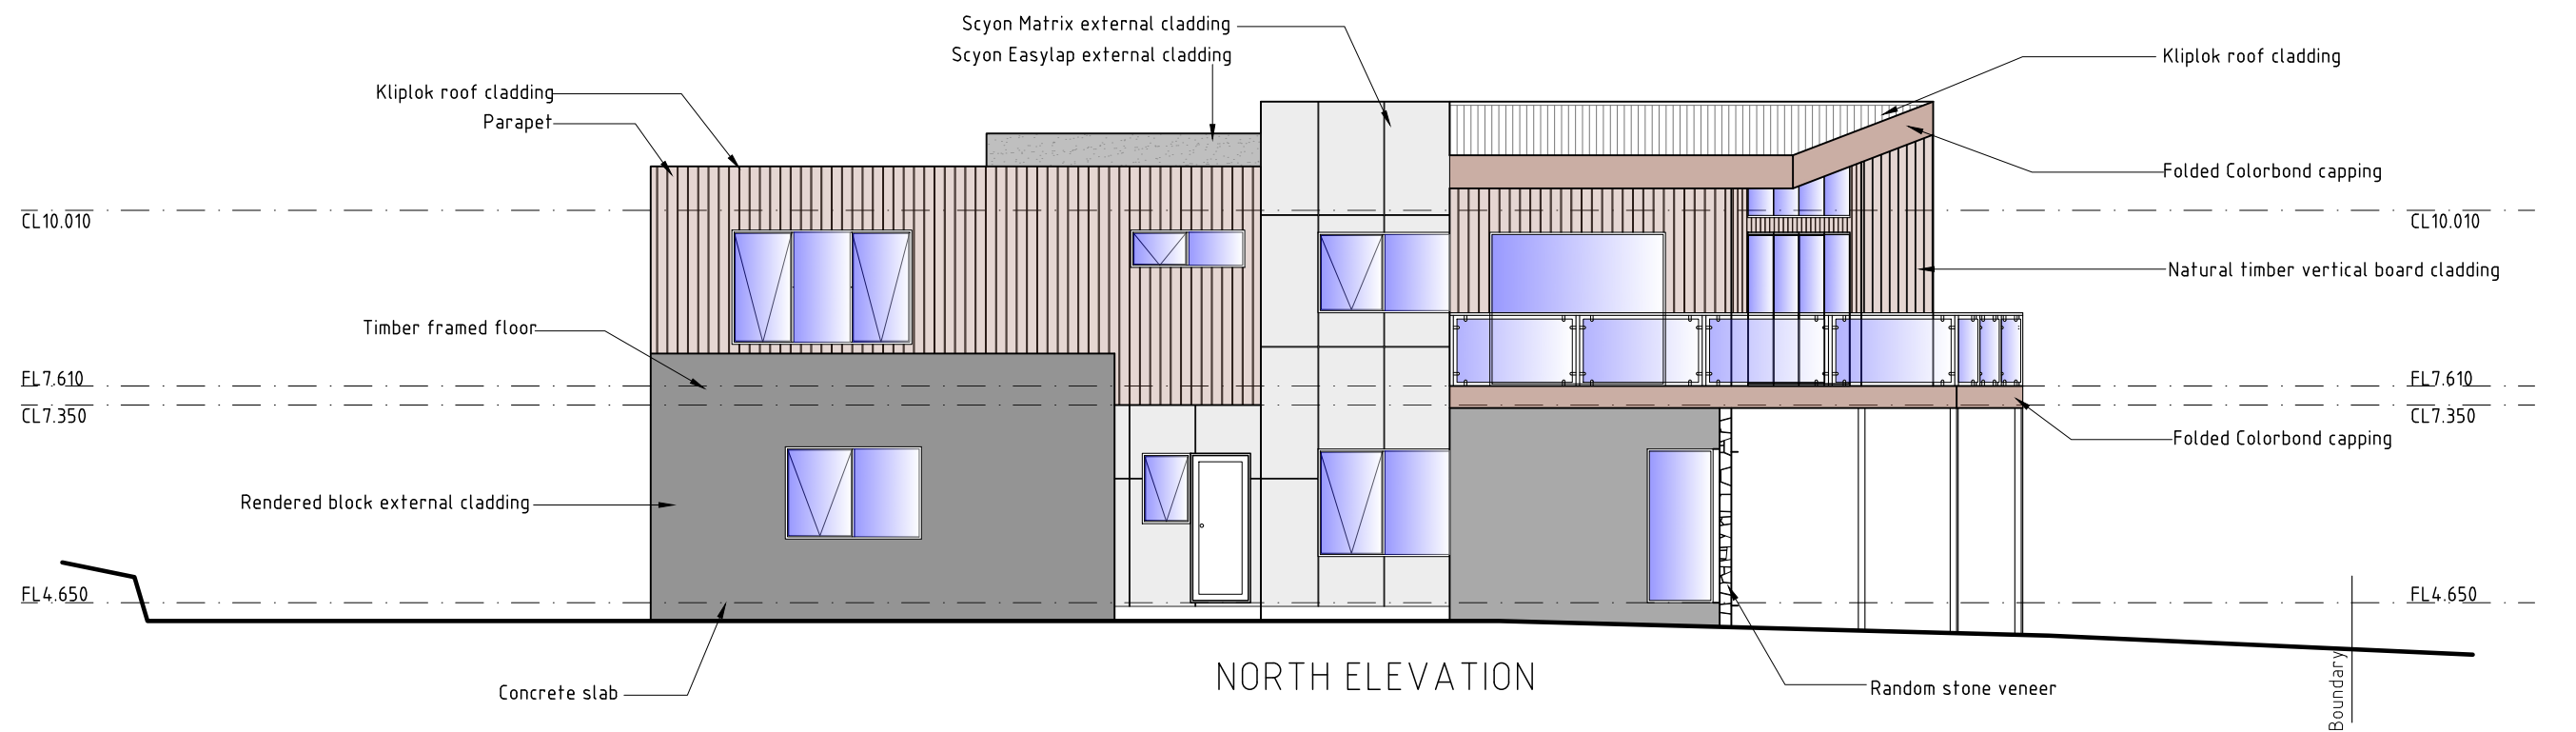 Scyon Matrix external cladding
Scyon Easylap external cladding
Kliplok roof cladding
Kliplok roof cladding
Parapet
Folded Colorbond capping
CL10.010
CL10.010
Natural timber vertical board cladding
Timber framed floor
FL7.610
FL7.610
CL7.350
CL7.350
Folded Colorbond capping
Rendered block external cladding
FL4.650
FL4.650
NORTH ELEVATION
Concrete slab
Random stone veneer
Boundary